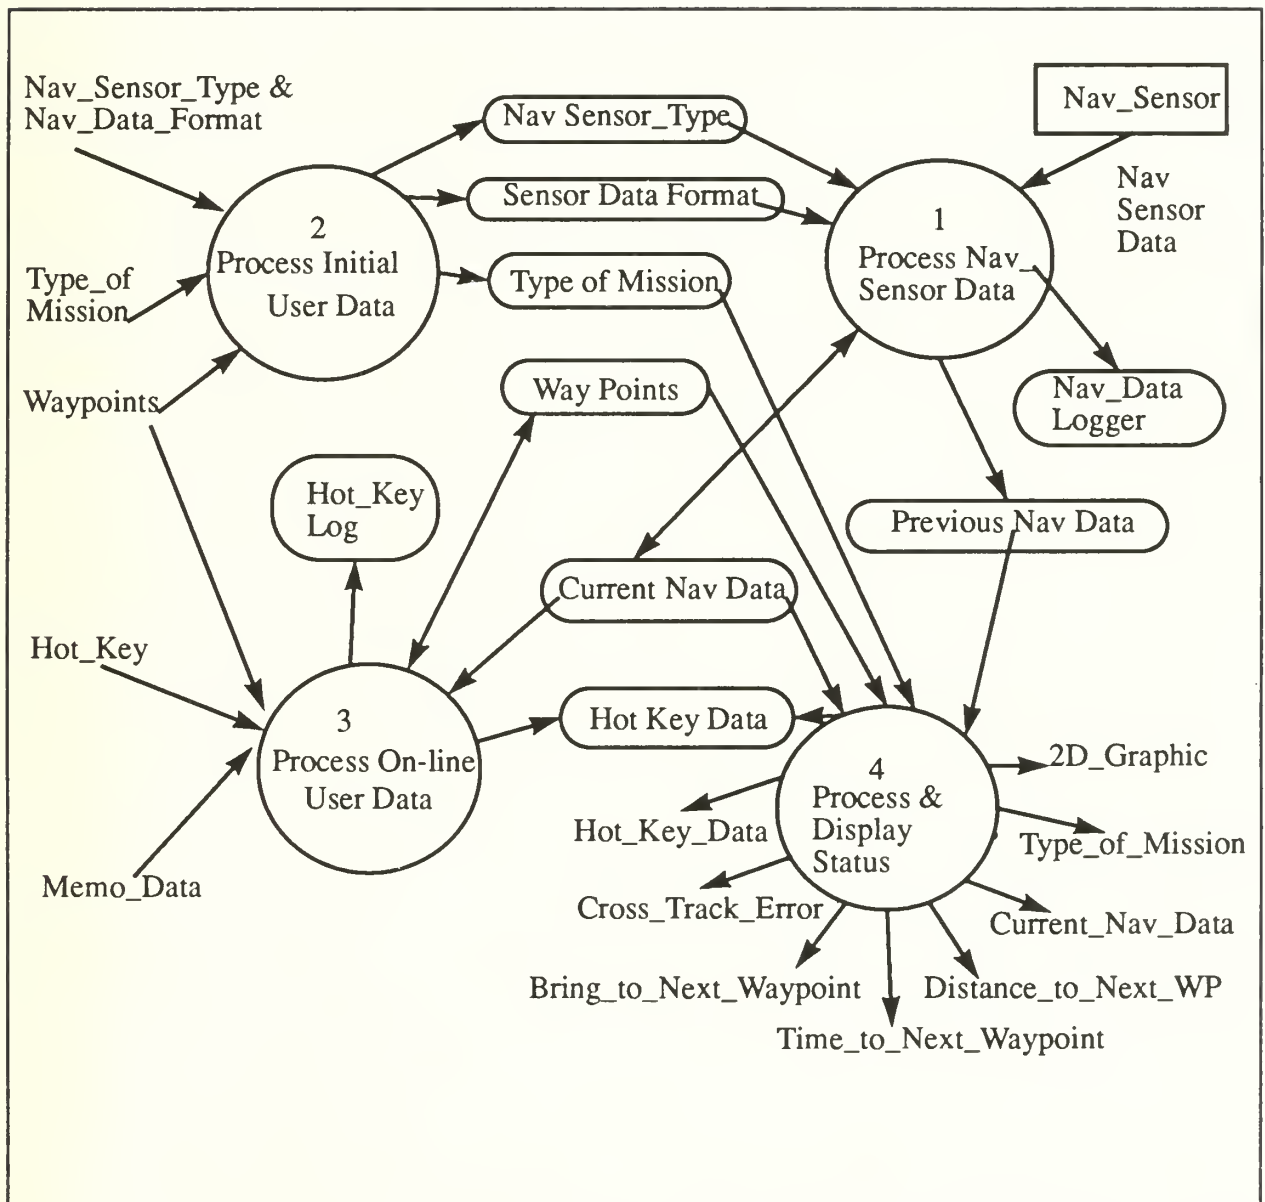 Nav_Sensor_Type &
Nav_Data_Format
Nav Sensor_Type
Nav_Sensor
Sensor Data Format
Nav
Sensor
Data
2
Process Initial
User Data
1
Process Nav_
Sensor Data
Type_of
Mission
Type of Mission
Waypoints
Way Points
Nav_Data
Logger
Hot_Key
Log
Previous Nav Data
Current Nav Data
Hot_Key
3
Process On-line
User Data
Hot Key Data
4
Process &
Display
Status
2D_Graphic
Hot_Key_Data
Type_of_Mission
Memo_Data
Cross_Track_Error
Current_Nav_Data
Bring_to_Next_Waypoint
Distance_to_Next_WP
Time_to_Next_Waypoint